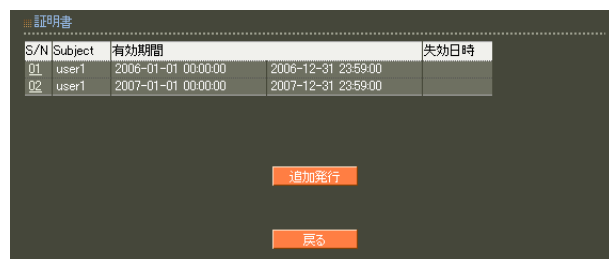 証明書
S/N Subject 有効期間 失効日時
01 user1 2006-01-01 00:00:00 2006-12-31 23:59:00
02 user1 2007-01-01 00:00:00 2007-12-31 23:59:00
追加発行
戻る